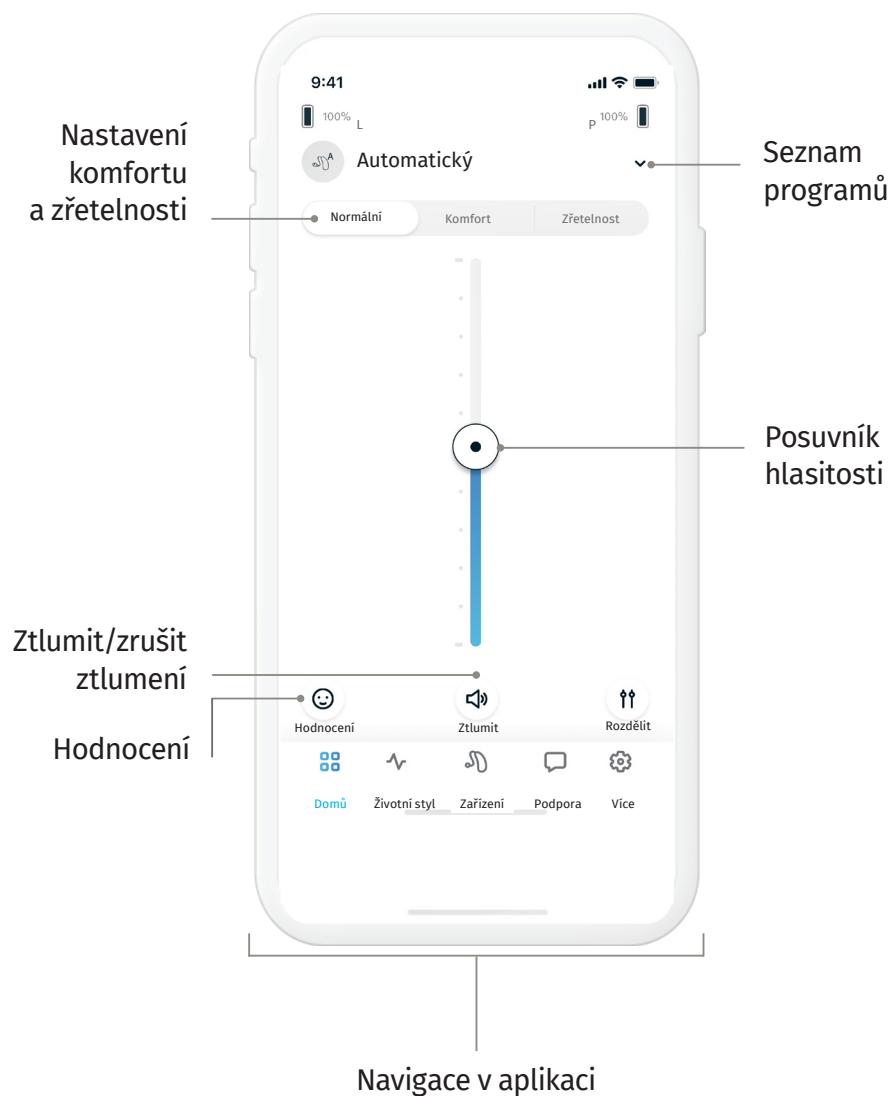 9:41
100% L
P 100%
Nastavení
komfortu
a zřetelnosti
Automatický
Seznam
programů
Normální
Komfort
Zřetelnost
Posuvník
hlasitosti
Ztlumit/zrušit
ztlumení
Hodnocení
Hodnocení
Ztlumit
Rozdělit
Domů
Životní styl
Zařízení
Podpora
Více
Navigace v aplikaci